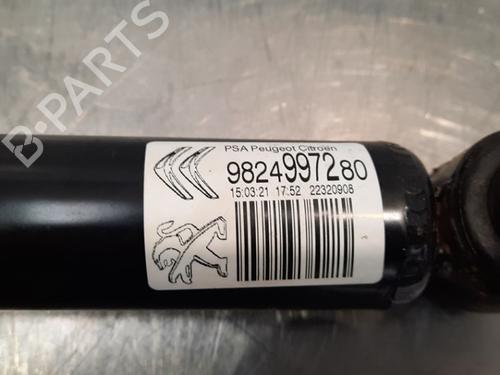 PSA Peugeot Citroën
9824997280
15:03:21 17:52 22320908
B-PARTS